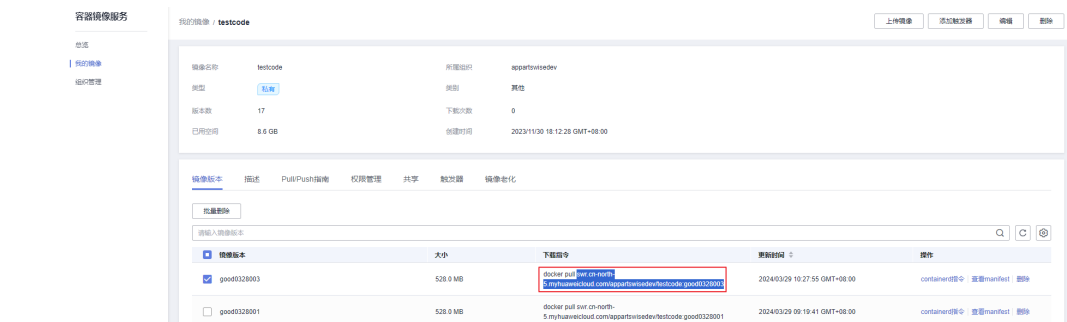 容器镜像服务
总览
我的镜像
组织管理
我的镜像 / testcode
上传镜像 添加触发器 编辑 删除
镜像名称 testcode 所属组织 appartswisedev
类型 私有 类别 其他
版本数 17 下载次数 0
已用空间 8.6 GB 创建时间 2023/11/30 18:12:28 GMT+08:00
镜像版本 描述 Pull/Push指南 权限管理 共享 触发器 镜像老化
批量删除
请输入镜像版本
镜像版本 大小 下载指令 更新时间 操作
good0328003 528.0 MB docker pull swr.cn-north-
5.myhuaweicloud.com/appartswisedev/testcode:good0328003 2024/03/29 10:27:55 GMT+08:00 containerd指令 查看manifest 删除
good0328001 528.0 MB docker pull swr.cn-north-
5.myhuaweicloud.com/appartswisedev/testcode:good0328001 2024/03/29 09:19:41 GMT+08:00 containerd指令 查看manifest 删除